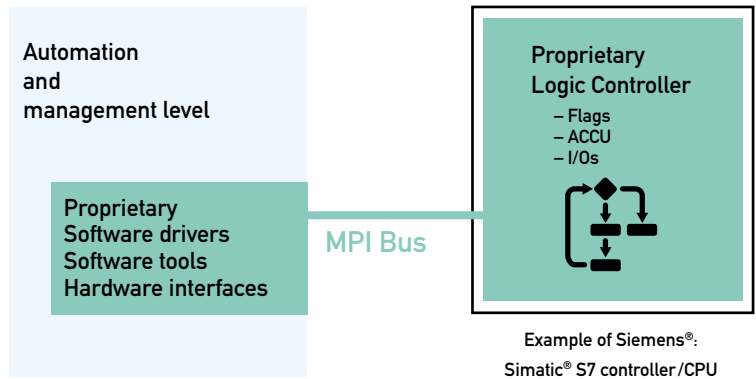 Automation
and
management level
Proprietary
Software drivers
Software tools
Hardware interfaces
MPI Bus
Proprietary
Logic Controller
– Flags
– ACCU
– I/Os
Example of Siemens®:
Simatic® S7 controller/CPU